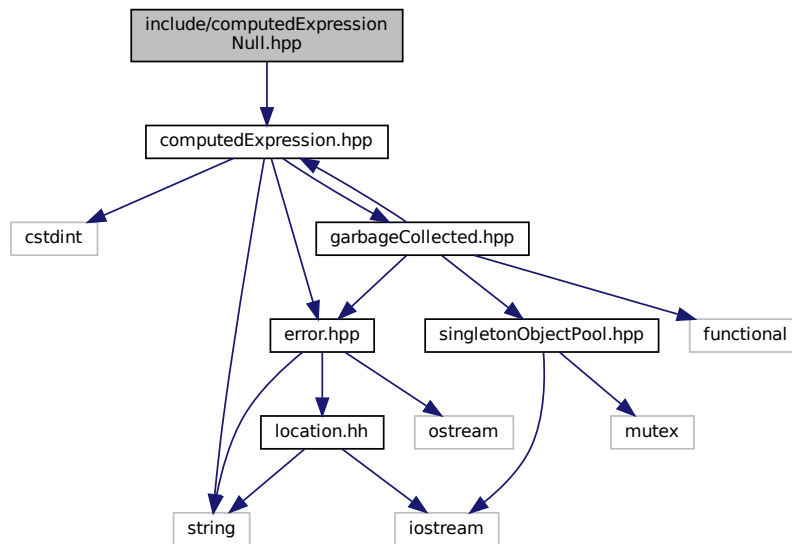 include/computedExpression
Null.hpp
computedExpression.hpp
cstdint
garbageCollected.hpp
error.hpp
singletonObjectPool.hpp
functional
location.hh
ostream
mutex
string
iostream